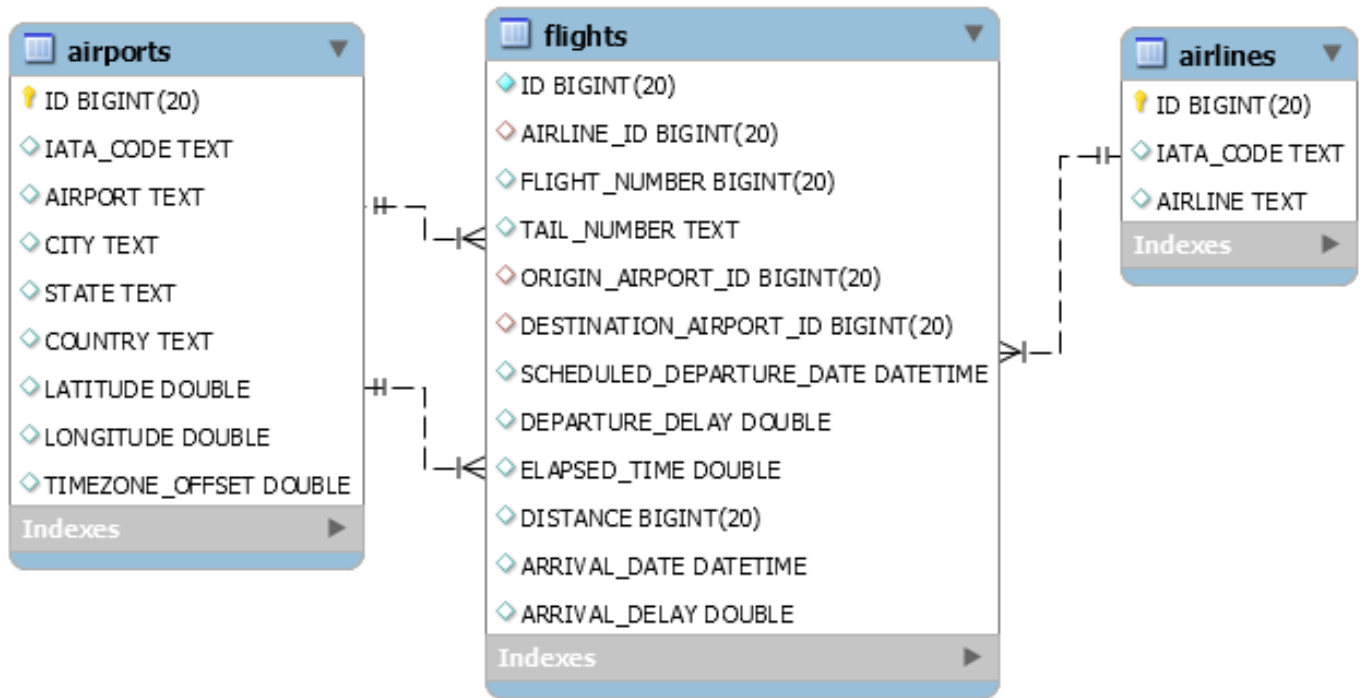 airports
ID BIGINT(20)
IATA_CODE TEXT
AIRPORT TEXT
CITY TEXT
STATE TEXT
COUNTRY TEXT
LATITUDE DOUBLE
LONGITUDE DOUBLE
TIMEZONE_OFFSET DOUBLE
Indexes
flights
ID BIGINT(20)
AIRLINE_ID BIGINT(20)
FLIGHT_NUMBER BIGINT(20)
TAIL_NUMBER TEXT
ORIGIN_AIRPORT_ID BIGINT(20)
DESTINATION_AIRPORT_ID BIGINT(20)
SCHEDULED_DEPARTURE_DATE DATETIME
DEPARTURE_DELAY DOUBLE
ELAPSED_TIME DOUBLE
DISTANCE BIGINT(20)
ARRIVAL_DATE DATETIME
ARRIVAL_DELAY DOUBLE
Indexes
airlines
ID BIGINT(20)
IATA_CODE TEXT
AIRLINE TEXT
Indexes